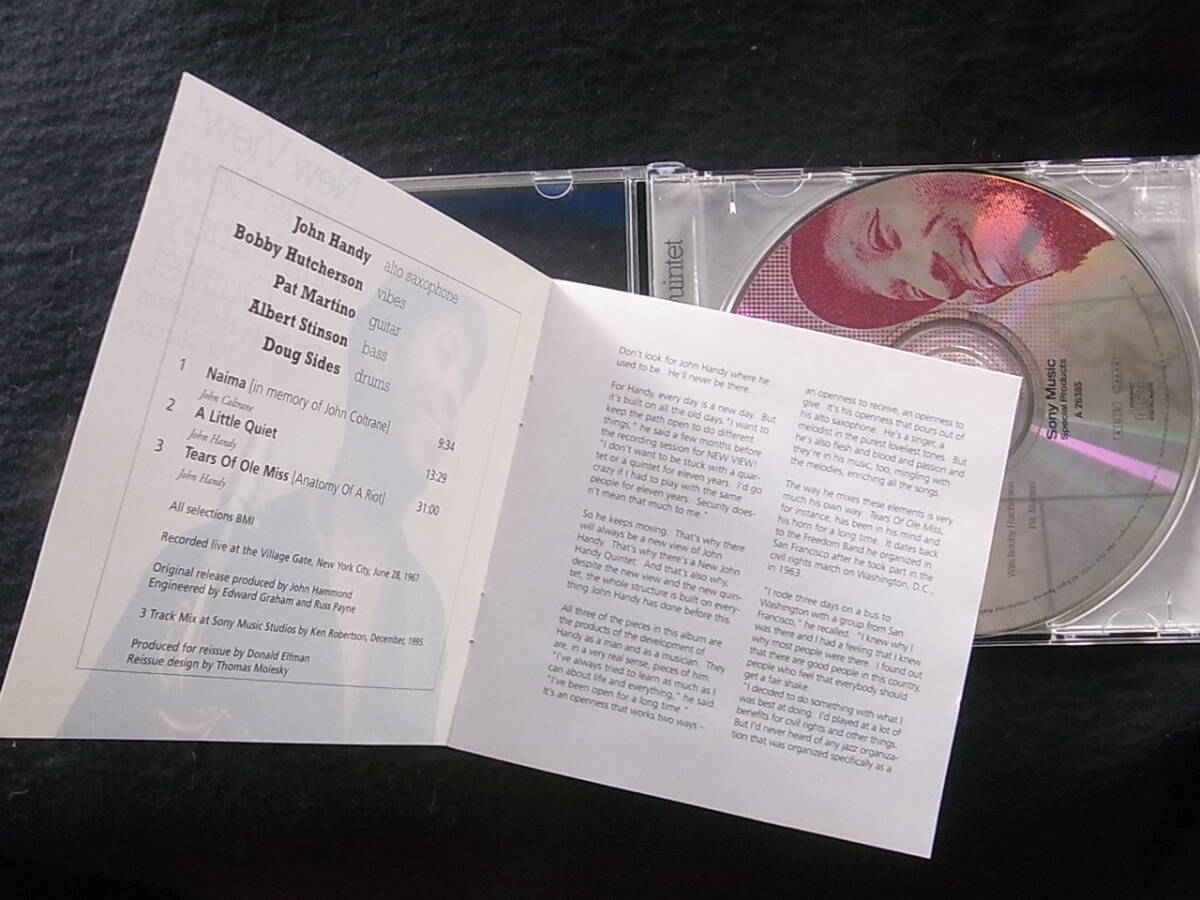 John Handy alto saxophone
Bobby Hutcherson vibes
Pat Martino guitar
Albert Stinson bass
Doug Sides drums
1 Naima [in memory of John Coltrane] 9:34
John Coltrane
2 A Little Quiet 13:29
John Handy
3 Tears Of Ole Miss [Anatomy Of A Riot] 31:00
John Handy
All selections BMI
Recorded live at the Village Gate, New York City, June 28, 1967
Original release produced by John Hammond
Engineered by Edward Graham and Russ Payne
3 Track Mix at Sony Music Studios by Ken Robertson, December, 1995.
Produced for reissue by Donald Elfman
Reissue design by Thomas Molesky
Don't look for John Handy where he
used to be. He'll never be there.
For Handy, every day is a new day. But
it's built on all the old days. "I want to
keep the path open to do different
things," he said a few months before
the recording session for NEW VIEW!
"I don't want to be stuck with a quar-
tet or a quintet for eleven years. I'd go
crazy if I had to play with the same
people for eleven years. Security does-
n't mean that much to me."
So he keeps moving. That's why there
will always be a new view of John
Handy. That's why there's a New John
Handy Quintet. And that's also why,
despite the new view and the new quin-
tet, the whole structure is built on every-
thing John Handy has done before this.
All three of the pieces in this album are
the products of the development of
Handy as a man and as a musician. They
are, in a very real sense, pieces of him.
"I've always tried to learn as much as I
can about life and everything," he said.
"I've been open for a long time."
It's an openness that works two ways -
an openness to receive, an openness to
give. It's his openness that pours out of
his alto saxophone. He's a singer, a
melodist in the purest loveliest tones. But
he's also flesh and blood and passion and
they're in his music, too, mingling with
the melodies, enriching all the songs.
The way he mixes these elements is very
much his own way. Tears Of Ole Miss,
for instance, has been in his mind and
his horn for a long time. It dates back
to the Freedom Band he organized in
San Francisco after he took part in the
civil rights march on Washington, D.C.,
in 1963.
"I rode three days on a bus to
Washington with a group from San
Francisco," he recalled. "I knew why I
was there and I had a feeling that I knew
why most people were there. I found out
that there are good people in this country,
people who feel that everybody should
get a fair shake.
"I decided to do something with what I
was best at doing. I'd played at a lot of
benefits for civil rights and other things.
But I'd never heard of any jazz organiza-
tion that was organized specifically as a
uintet
Sony Music
Special Products
A 26385
With Bobby Hutcherson
Pat Martino
New View!